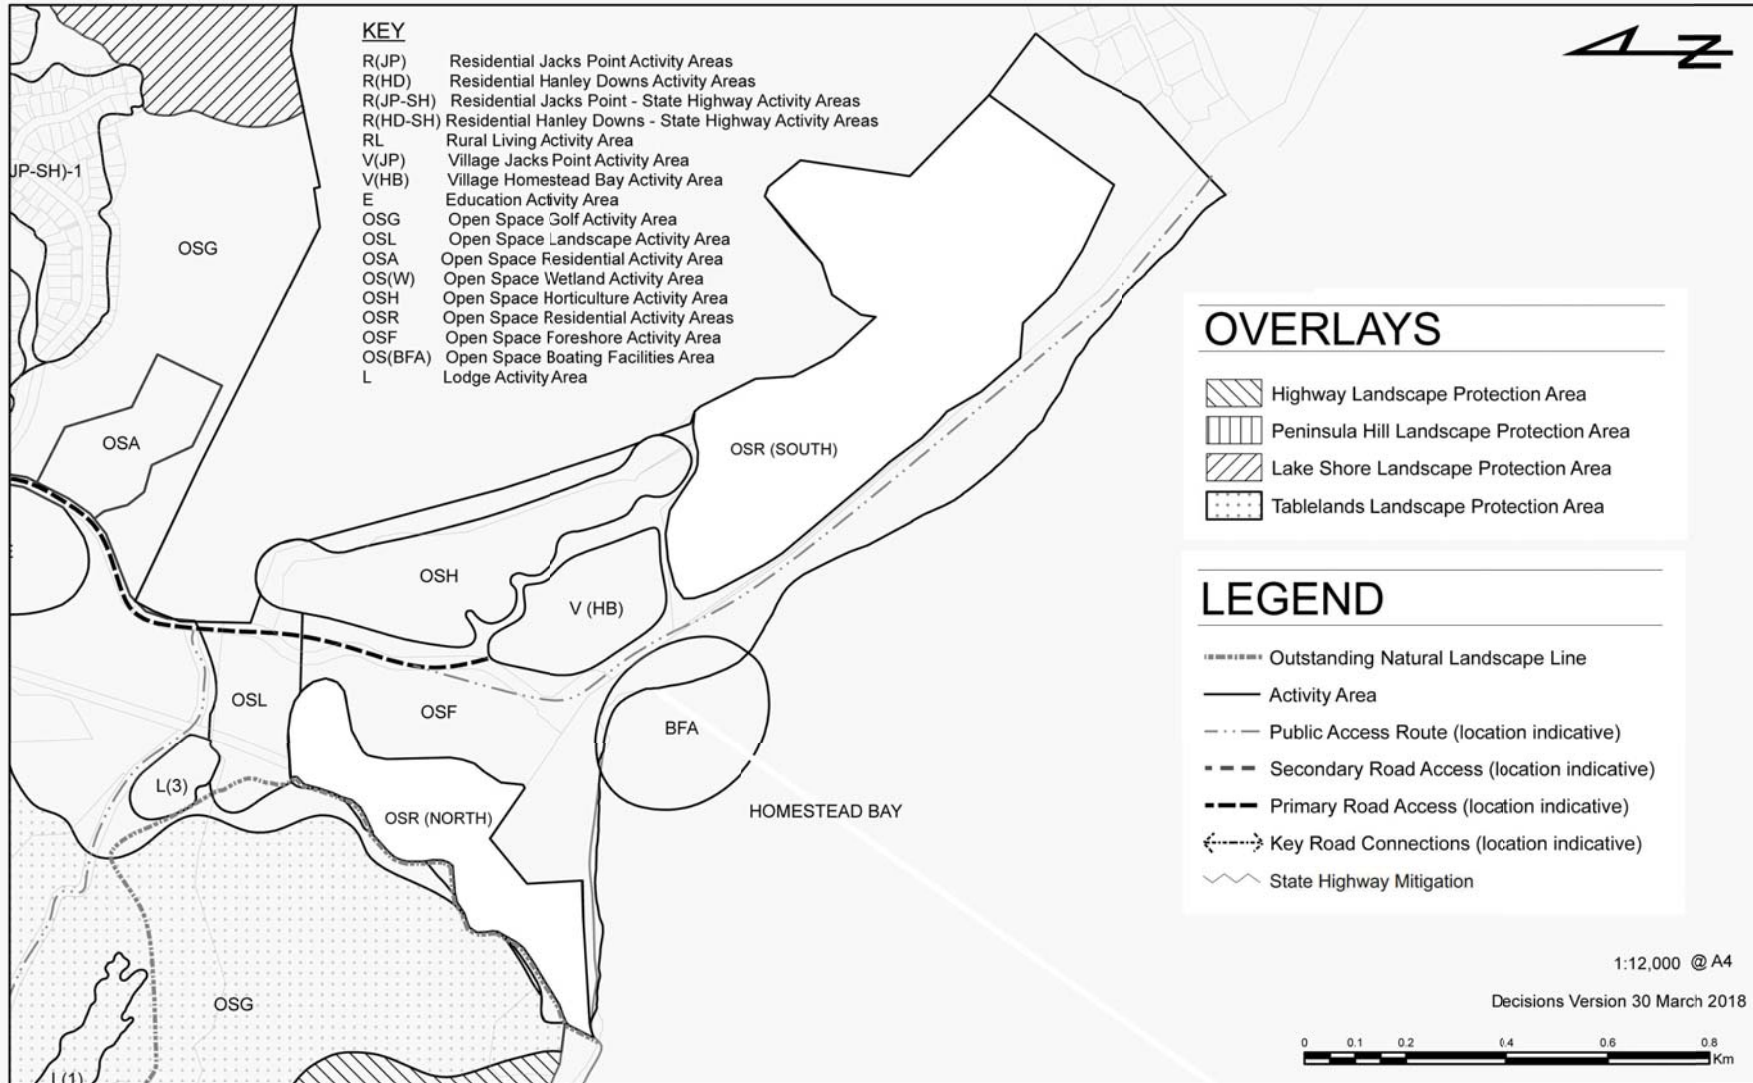 KEY
R(JP) Residential Jacks Point Activity Areas
R(HD) Residential Hanley Downs Activity Areas
R(JP-SH) Residential Jacks Point - State Highway Activity Areas
R(HD-SH) Residential Hanley Downs - State Highway Activity Areas
RL Rural Living Activity Area
V(JP) Village Jacks Point Activity Area
V(HB) Village Homestead Bay Activity Area
E Education Activity Area
OSG Open Space Golf Activity Area
OSL Open Space Landscape Activity Area
OSA Open Space Residential Activity Area
OS(W) Open Space Wetland Activity Area
OSH Open Space Horticulture Activity Area
OSR Open Space Residential Activity Areas
OSF Open Space Foreshore Activity Area
OS(BFA) Open Space Boating Facilities Area
L Lodge Activity Area
JP-SH)-1
OSG
OSA
OSR (SOUTH)
OSH
V (HB)
OSL
OSF
BFA
L(3)
OSR (NORTH)
HOMESTEAD BAY
OSG
L(1)
Z
OVERLAYS
Highway Landscape Protection Area
Peninsula Hill Landscape Protection Area
Lake Shore Landscape Protection Area
Tablelands Landscape Protection Area
LEGEND
Outstanding Natural Landscape Line
Activity Area
Public Access Route (location indicative)
Secondary Road Access (location indicative)
Primary Road Access (location indicative)
Key Road Connections (location indicative)
State Highway Mitigation
1:12,000 @ A4
Decisions Version 30 March 2018
0 0.1 0.2 0.4 0.6 0.8
Km